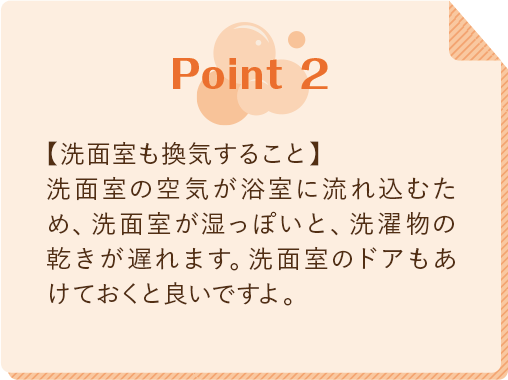 Point 2
【洗面室も換気すること】
洗面室の空気が浴室に流れ込むた
め、洗面室が湿っぽいと、洗濯物の
乾きが遅れます。洗面室のドアもあ
けておくと良いですよ。